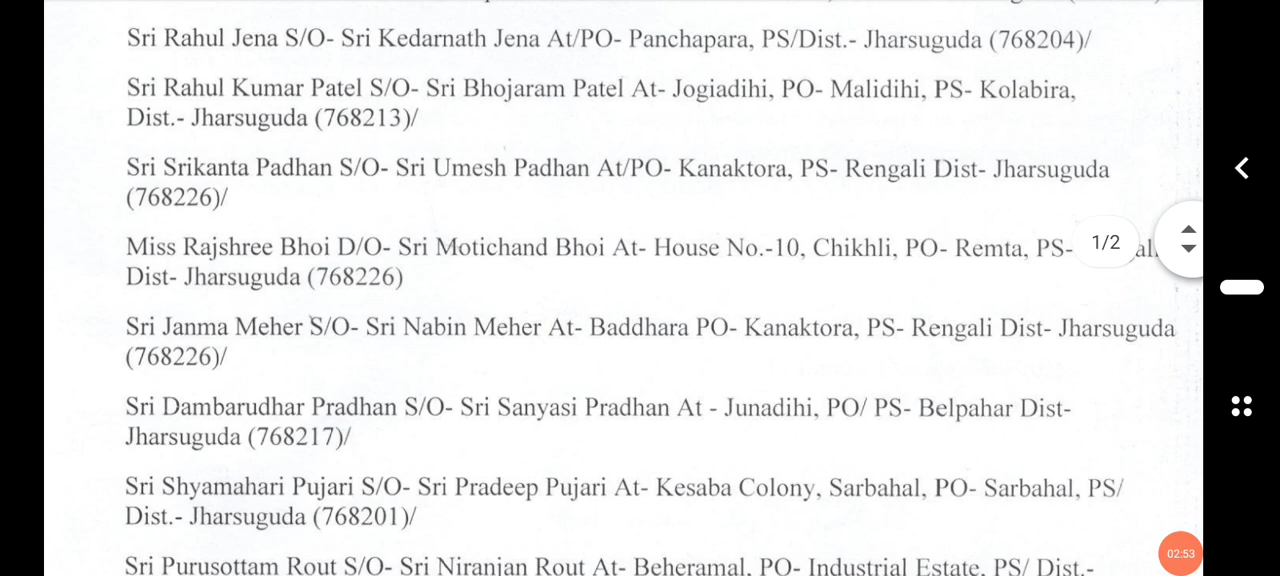 Sri Rahul Jena S/O- Sri Kedarnath Jena At/PO- Panchapara, PS/Dist.- Jharsuguda (768204)/
Sri Rahul Kumar Patel S/O- Sri Bhojaram Patel At- Jogiadihi, PO- Malidihi, PS- Kolabira,
Dist.- Jharsuguda (768213)/
Sri Srikanta Padhan S/O- Sri Umesh Padhan At/PO- Kanaktora, PS- Rengali Dist- Jharsuguda
(768226)/
Miss Rajshree Bhoi D/O- Sri Motichand Bhoi At- House No.-10, Chikhli, PO- Remta, PS-
1/2
Dist- Jharsuguda (768226)
Sri Janma Meher S/O- Sri Nabin Meher At- Baddhara PO- Kanaktora, PS- Rengali Dist- Jharsuguda
(768226)/
Sri Dambarudhar Pradhan S/O- Sri Sanyasi Pradhan At - Junadihi, PO/ PS- Belpahar Dist-
Jharsuguda (768217)/
Sri Shyamahari Pujari S/O- Sri Pradeep Pujari At- Kesaba Colony, Sarbahal, PO- Sarbahal, PS/
Dist.- Jharsuguda (768201)/
02:53
Sri Purusottam Rout S/O- Sri Niranjan Rout At- Beheramal, PO- Industrial Estate, PS/ Dist.-